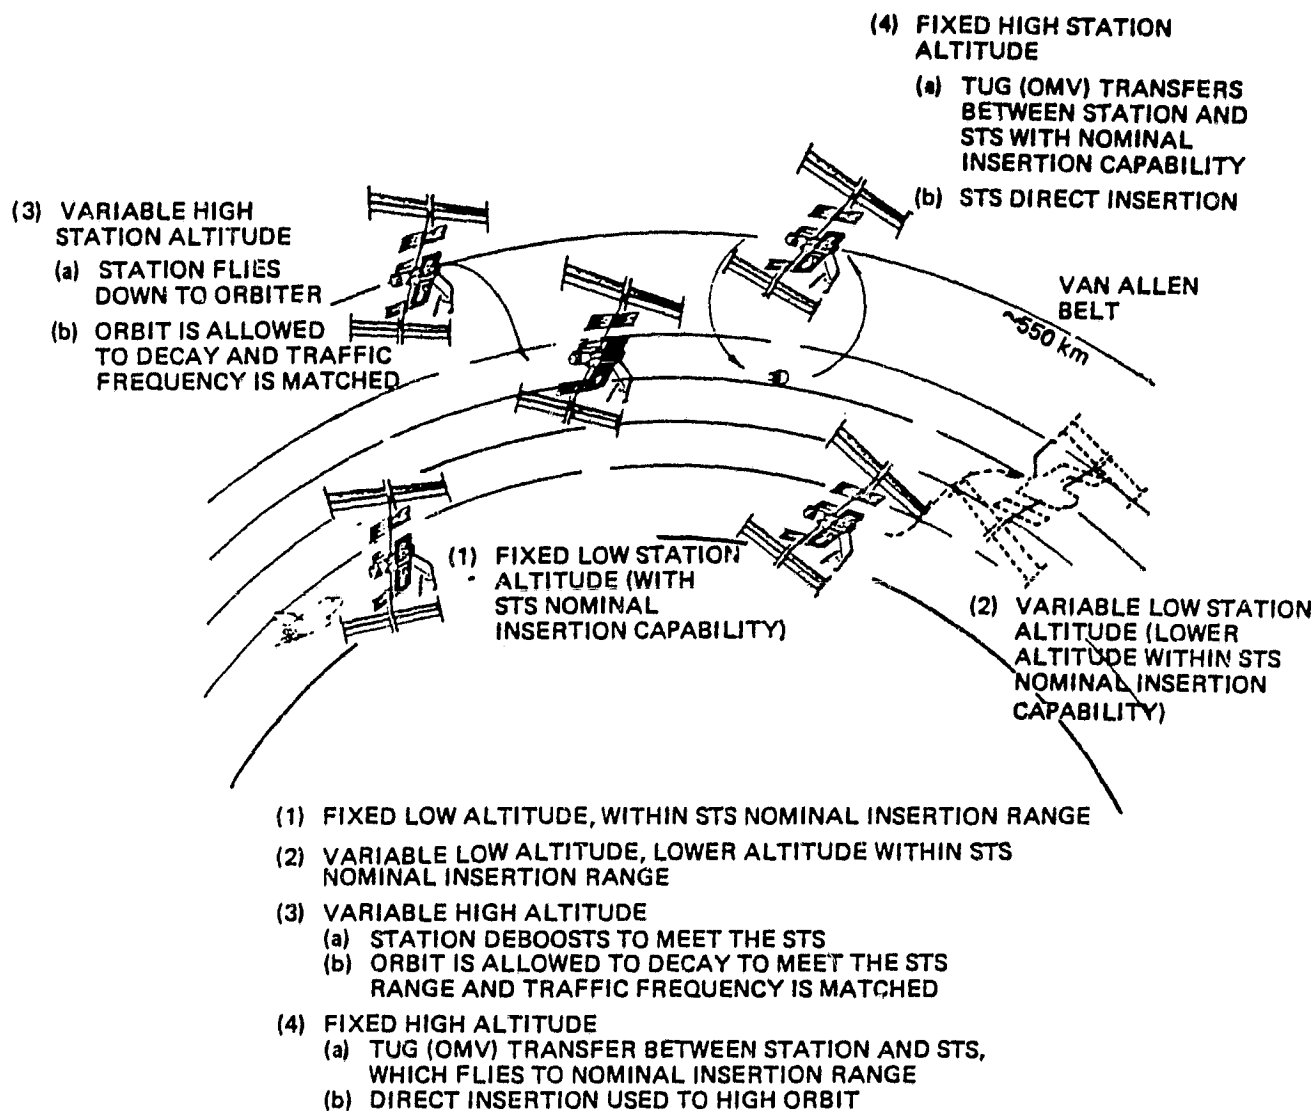 (4) FIXED HIGH STATION
ALTITUDE
(a) TUG (OMV) TRANSFERS
BETWEEN STATION AND
STS WITH NOMINAL
INSERTION CAPABILITY
(b) STS DIRECT INSERTION
(3) VARIABLE HIGH
STATION ALTITUDE
(a) STATION FLIES
DOWN TO ORBITER
(b) ORBIT IS ALLOWED
TO DECAY AND TRAFFIC
FREQUENCY IS MATCHED
VAN ALLEN
BELT
~550 km
(1) FIXED LOW STATION
ALTITUDE (WITH
STS NOMINAL
INSERTION CAPABILITY)
(2) VARIABLE LOW STATION
ALTITUDE (LOWER
ALTITUDE WITHIN STS
NOMINAL INSERTION
CAPABILITY)
(1) FIXED LOW ALTITUDE, WITHIN STS NOMINAL INSERTION RANGE
(2) VARIABLE LOW ALTITUDE, LOWER ALTITUDE WITHIN STS
NOMINAL INSERTION RANGE
(3) VARIABLE HIGH ALTITUDE
(a) STATION DEBOOSTS TO MEET THE STS
(b) ORBIT IS ALLOWED TO DECAY TO MEET THE STS
RANGE AND TRAFFIC FREQUENCY IS MATCHED
(4) FIXED HIGH ALTITUDE
(a) TUG (OMV) TRANSFER BETWEEN STATION AND STS,
WHICH FLIES TO NOMINAL INSERTION RANGE
(b) DIRECT INSERTION USED TO HIGH ORBIT